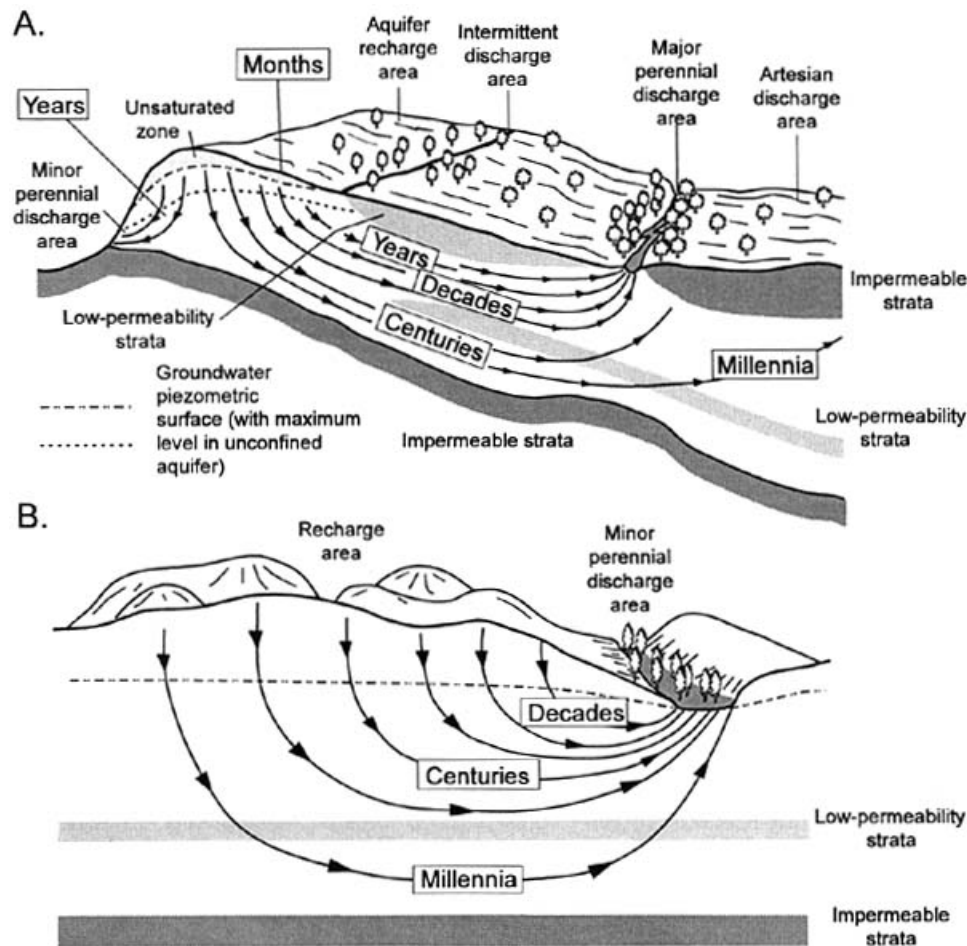 A.
Aquifer
recharge
area
Intermittent
discharge
area
Major
perennial
discharge
area
Artesian
discharge
area
Months
Years
Unsaturated
zone
Minor
perennial
discharge
area
Years
Decades
Centuries
Millennia
Impermeable
strata
Low-permeability
strata
Groundwater
piezometric
surface (with maximum
level in unconfined
aquifer)
Impermeable strata
Low-permeability
strata
B.
Recharge
area
Minor
perennial
discharge
area
Decades
Centuries
Millennia
Low-permeability
strata
Impermeable
strata